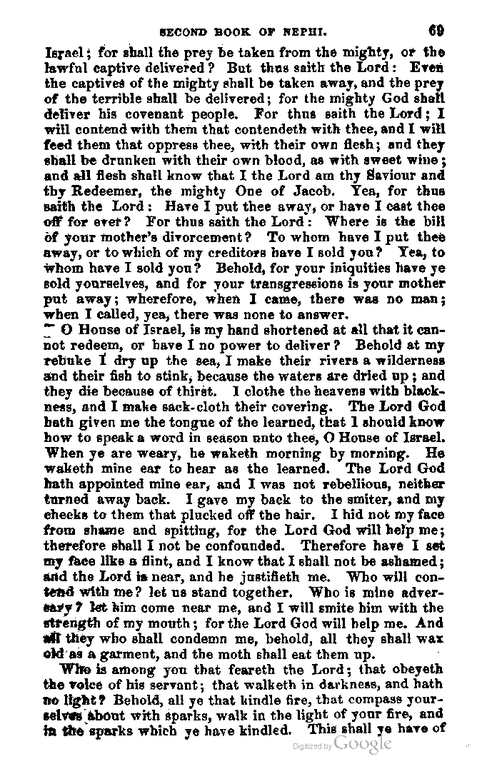 SECOND BOOK OF NEPHI. 69
Israel; for shall the prey be taken from the mighty, or the
lawful captive delivered? But thus saith the Lord: Even
the captives of the mighty shall be taken away, and the prey
of the terrible shall be delivered; for the mighty God shall
deliver his covenant people. For thus saith the Lord; I
will contend with them that contendeth with thee, and I will
feed them that oppress thee, with their own flesh; and they
shall be drunken with their own blood, as with sweet wine;
and all flesh shall know that I the Lord am thy Saviour and
thy Redeemer, the mighty One of Jacob. Yea, for thus
saith the Lord: Have I put thee away, or have I cast thee
off for ever? For thus saith the Lord: Where is the bill
of your mother's divorcement? To whom have I put thee
away, or to which of my creditors have I sold you? Yea, to
whom have I sold you? Behold, for your iniquities have ye
sold yourselves, and for your transgressions is your mother
put away; wherefore, when I came, there was no man;
when I called, yea, there was none to answer.
O House of Israel, is my hand shortened at all that it can-
not redeem, or have I no power to deliver? Behold at my
rebuke I dry up the sea, I make their rivers a wilderness
and their fish to stink, because the waters are dried up; and
they die because of thirst. I clothe the heavens with black-
ness, and I make sack-cloth their covering. The Lord God
hath given me the tongue of the learned, that I should know
how to speak a word in season unto thee, O House of Israel.
When ye are weary, he waketh morning by morning. He
waketh mine ear to hear as the learned. The Lord God
hath appointed mine ear, and I was not rebellious, neither
turned away back. I gave my back to the smiter, and my
cheeks to them that plucked off the hair. I hid not my face
from shame and spitting, for the Lord God will help me;
therefore shall I not be confounded. Therefore have I set
my face like a flint, and I know that I shall not be ashamed;
and the Lord is near, and he justifieth me. Who will con-
tend with me? let us stand together. Who is mine adver-
sary? let him come near me, and I will smite him with the
strength of my mouth; for the Lord God will help me. And
all they who shall condemn me, behold, all they shall wax
old as a garment, and the moth shall eat them up.
Who is among you that feareth the Lord; that obeyeth
the voice of his servant; that walketh in darkness, and hath
no light? Behold, all ye that kindle fire, that compass your-
selves about with sparks, walk in the light of your fire, and
in the sparks which ye have kindled. This shall ye have of
Digitized by Google